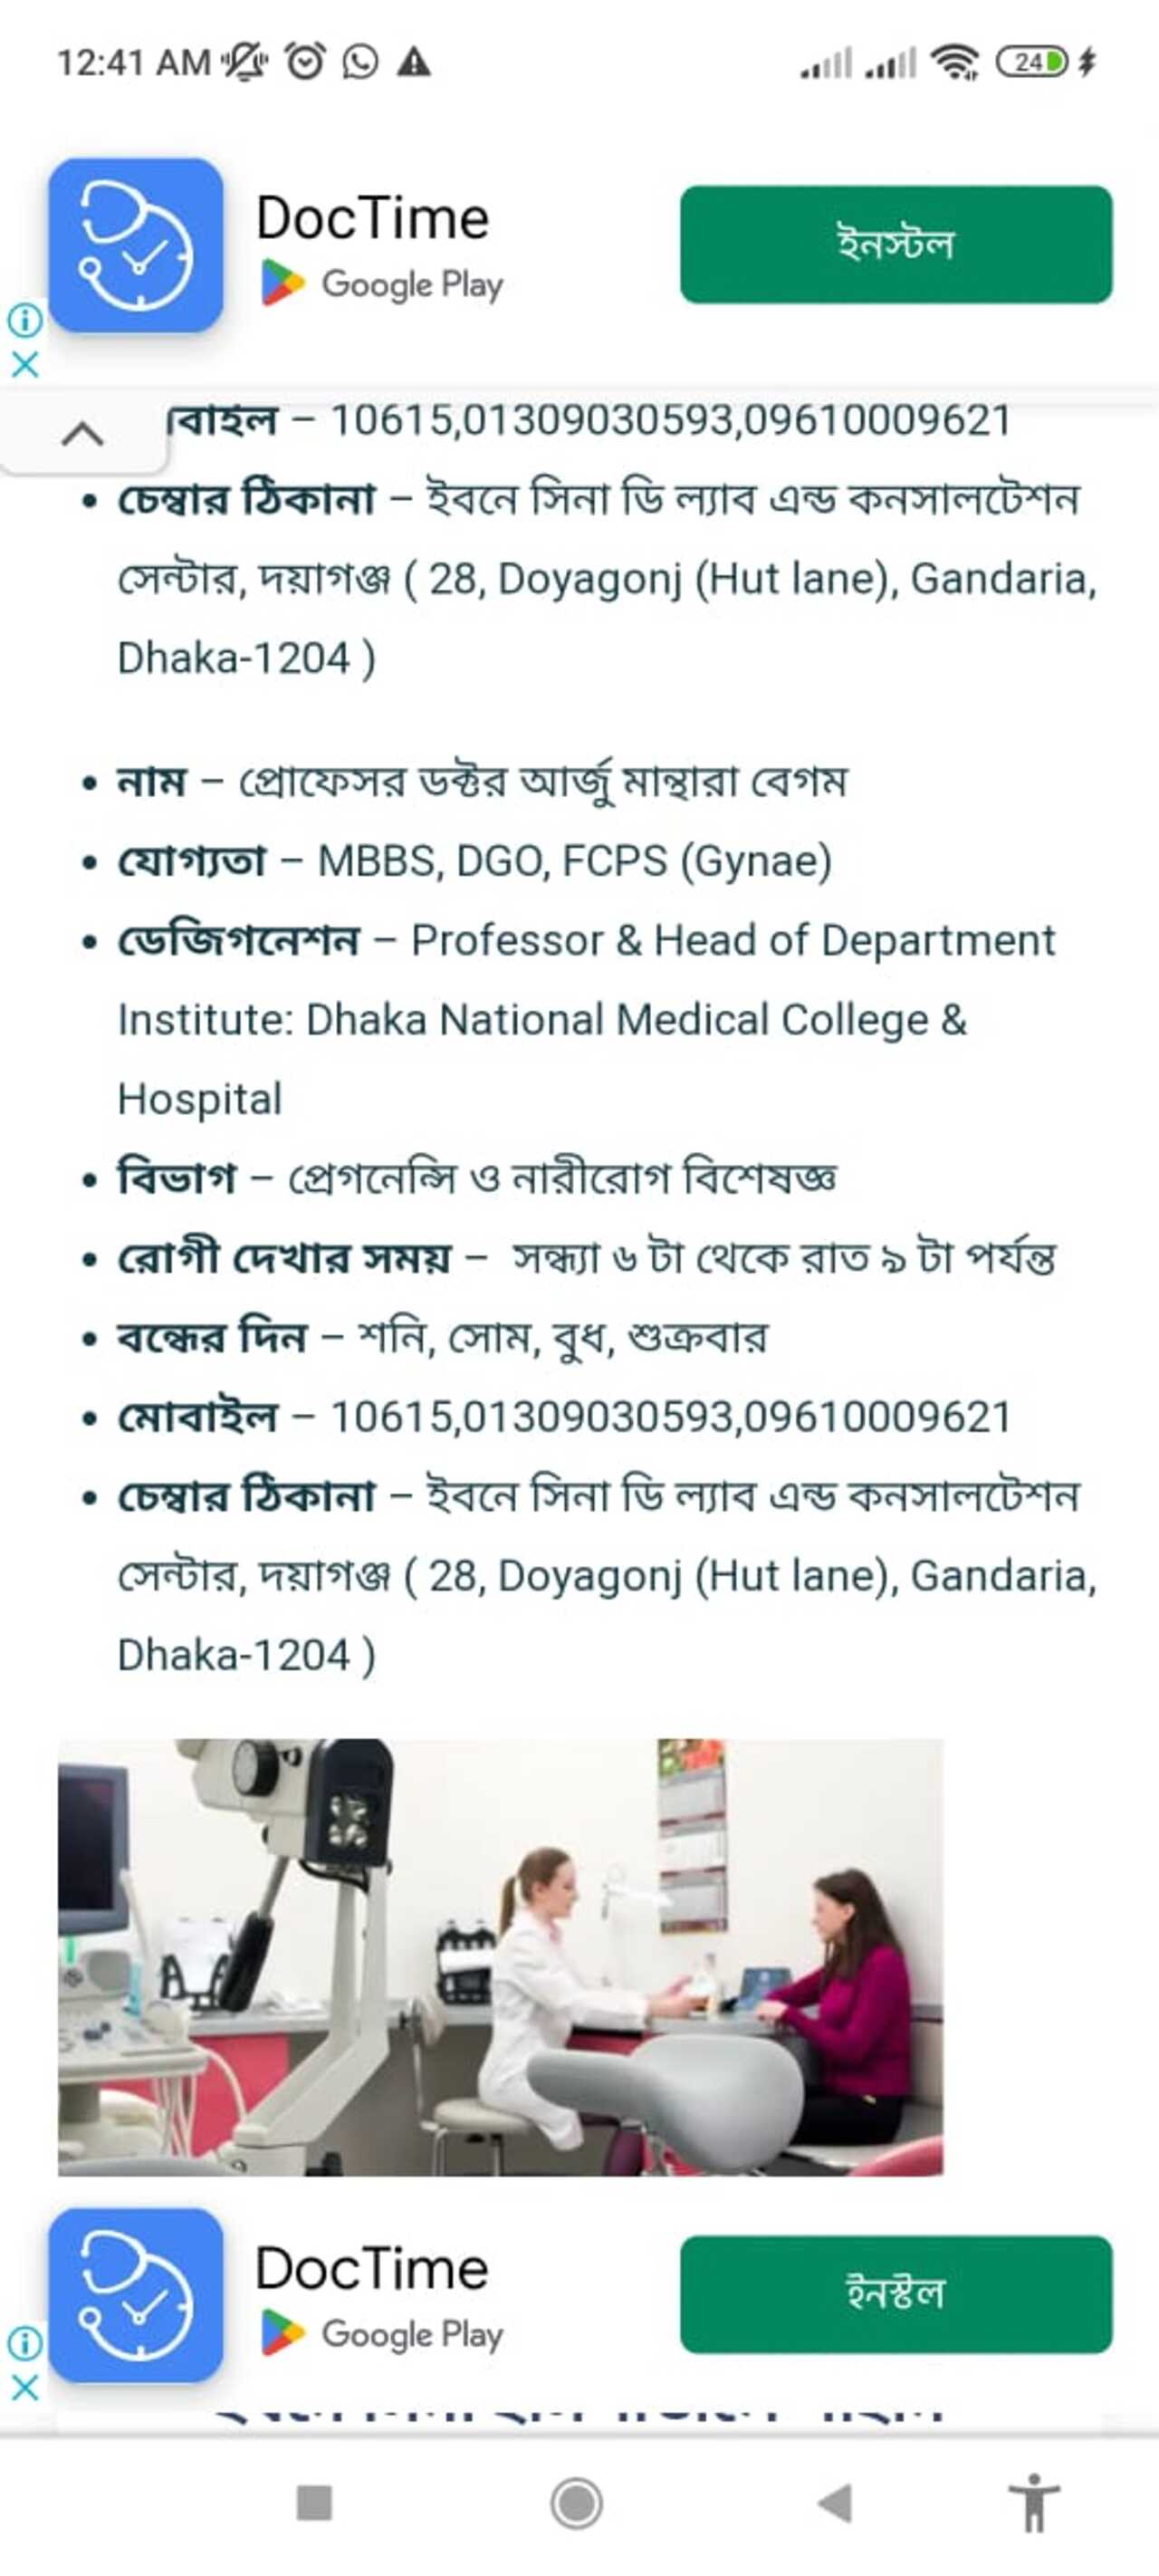 12:41 AM
24
DocTime
Google Play
ইনস্টল
বাইল – 10615,01309030593,09610009621
• চেম্বার ঠিকানা – ইবনে সিনা ডি ল্যাব এন্ড কনসালটেশন
সেন্টার, দয়াগঞ্জ ( 28, Doyagonj (Hut lane), Gandaria,
Dhaka-1204 )
• নাম – প্রোফেসর ডক্টর আর্জু মান্থারা বেগম
• যোগ্যতা – MBBS, DGO, FCPS (Gynae)
• ডেজিগনেশন – Professor & Head of Department
Institute: Dhaka National Medical College &
Hospital
• বিভাগ – প্রেগনেন্সি ও নারীরোগ বিশেষজ্ঞ
• রোগী দেখার সময় – সন্ধ্যা ৬ টা থেকে রাত ৯ টা পর্যন্ত
• বন্ধের দিন – শনি, সোম, বুধ, শুক্রবার
• মোবাইল – 10615,01309030593,09610009621
• চেম্বার ঠিকানা – ইবনে সিনা ডি ল্যাব এন্ড কনসালটেশন
সেন্টার, দয়াগঞ্জ ( 28, Doyagonj (Hut lane), Gandaria,
Dhaka-1204 )
DocTime
Google Play
ইনস্টল